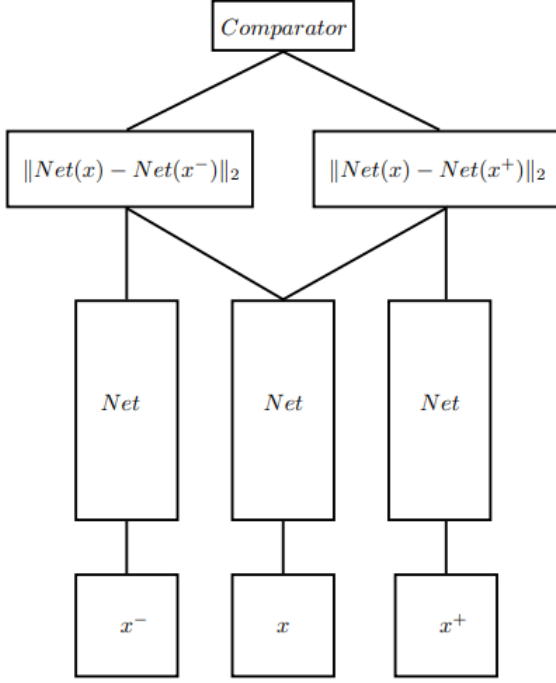 Comparator
‖Net(x) − Net(x⁻)‖₂ ‖Net(x) − Net(x⁺)‖₂
Net Net Net
x⁻ x x⁺